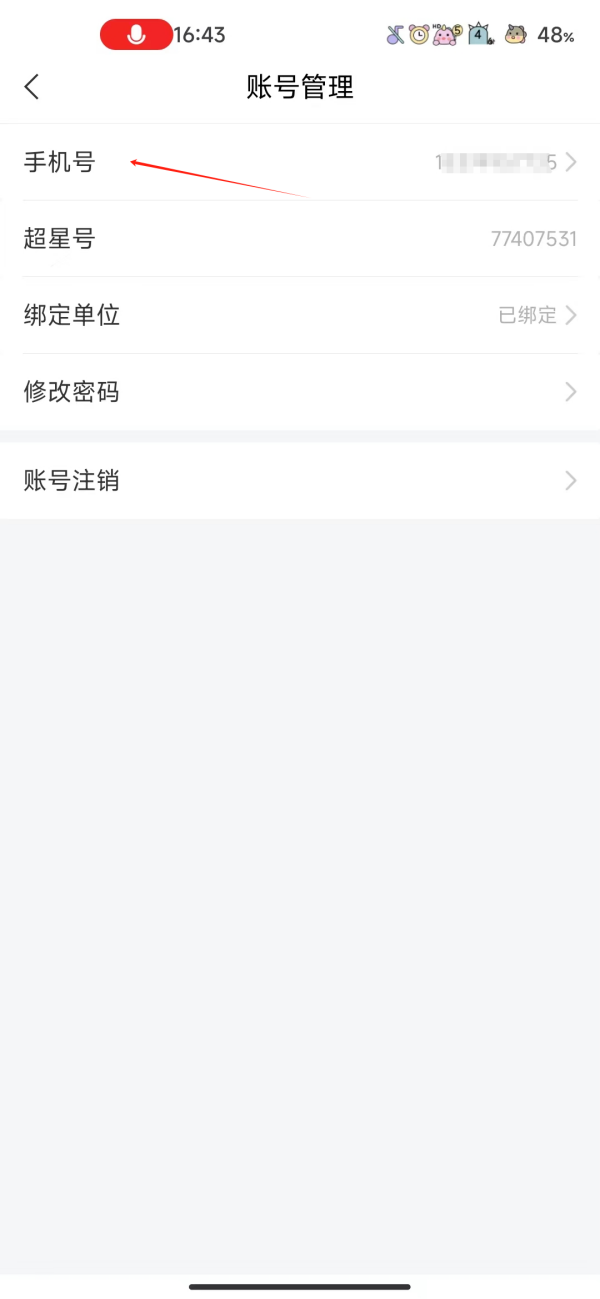 16:43
48%
账号管理
手机号
超星号 77407531
绑定单位 已绑定
修改密码
账号注销